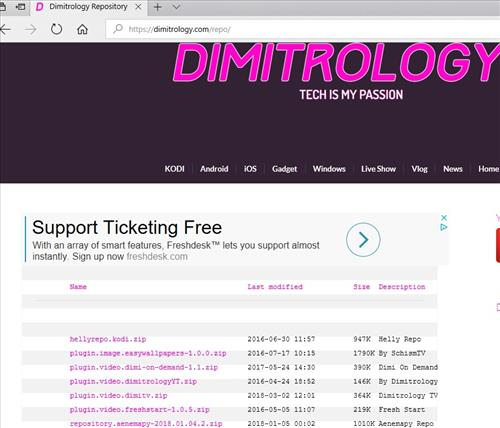 Dimitrology Repository
https://dimitrology.com/repo/
DIMITROLOGY
TECH IS MY PASSION
KODI Android iOS Gadget Windows Live Show Vlog News Home
Support Ticketing Free
With an array of smart features, Freshdesk™ lets you support almost
instantly. Sign up now freshdesk.com
Name Last modified Size Description
hellyrepo.kodi.zip 2016-06-30 11:57 947K Helly Repo
plugin.image.easywallpapers-1.0.0.zip 2016-07-17 10:15 1790K By SchismTV
plugin.video.dimi-on-demand-1.1.zip 2017-05-24 14:30 390K Dimi On Demand
plugin.video.dimitrologyYT.zip 2016-04-24 18:52 146K By Dimitrology
plugin.video.dimitv.zip 2018-03-02 12:01 364K Dimitrology TV
plugin.video.freshstart-1.0.5.zip 2016-05-05 11:07 219K Fresh Start
repository.aenemapy-2018.01.04.2.zip 2018-01-05 00:02 1010K Aenemapy Repo